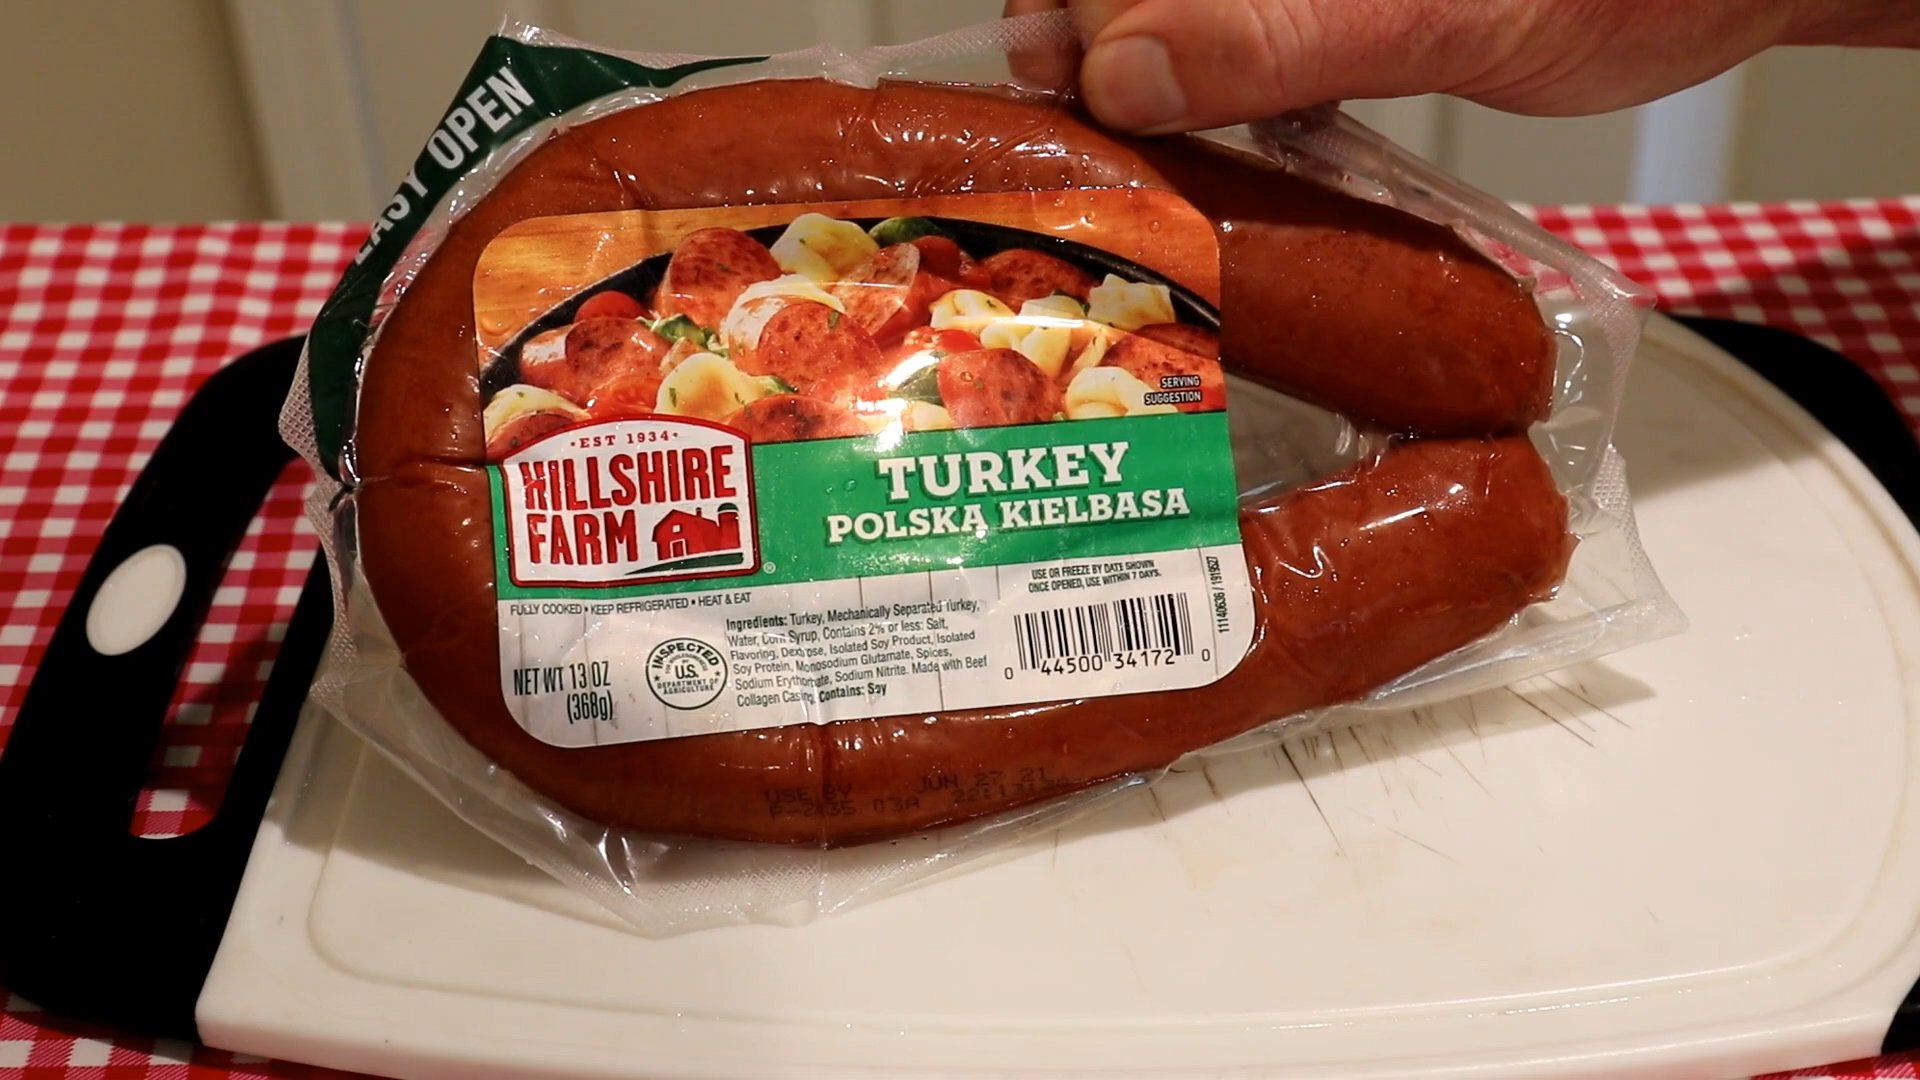 EASY OPEN
SERVING
SUGGESTION
•EST 1934•
HILLSHIRE
FARM
®
TURKEY
POLSKA KIELBASA
USE OR FREEZE BY DATE SHOWN
ONCE OPENED, USE WITHIN 7 DAYS.
FULLY COOKED • KEEP REFRIGERATED • HEAT & EAT
Ingredients: Turkey, Mechanically Separated Turkey,
Water, Corn Syrup, Contains 2% or less: Salt,
Flavoring, Dextrose, Isolated Soy Product, Isolated
Soy Protein, Monosodium Glutamate, Spices,
Sodium Erythorbate, Sodium Nitrite. Made with Beef
Collagen Casing. Contains: Soy
NET WT 13 OZ
(368g)
INSPECTED
U.S.
DEPARTMENT OF
AGRICULTURE
0 44500 34172 0
11140636 / 1919527
USE BY JUN 27 21
03A